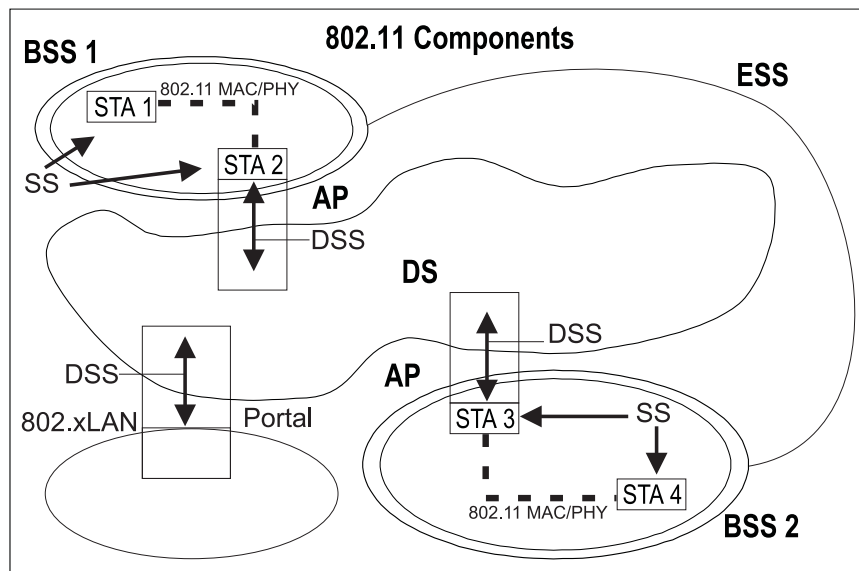 802.11 Components
BSS 1
ESS
802.11 MAC/PHY
STA 1
STA 2
SS
AP
DSS
DS
DSS
DSS
AP
802.xLAN
Portal
STA 3
SS
STA 4
802.11 MAC/PHY
BSS 2